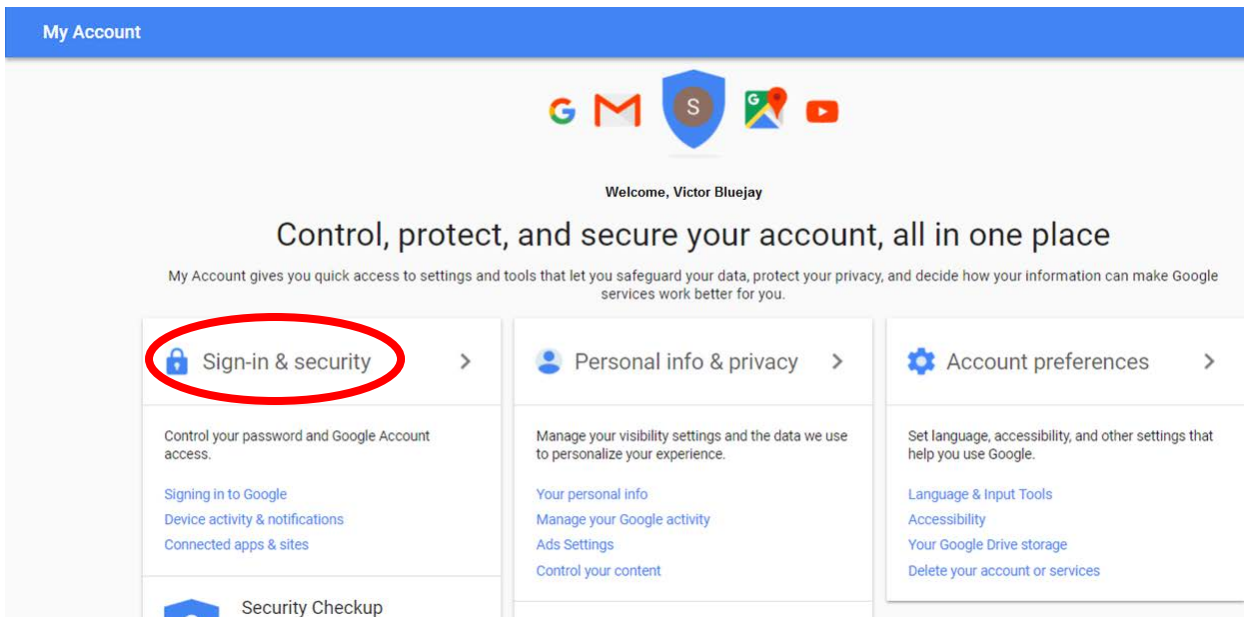 My Account
S
G
Welcome, Victor Bluejay
Control, protect, and secure your account, all in one place
My Account gives you quick access to settings and tools that let you safeguard your data, protect your privacy, and decide how your information can make Google
services work better for you.
Sign-in & security
Control your password and Google Account
access.
Signing in to Google
Device activity & notifications
Connected apps & sites
Security Checkup
Personal info & privacy
Manage your visibility settings and the data we use
to personalize your experience.
Your personal info
Manage your Google activity
Ads Settings
Control your content
Account preferences
Set language, accessibility, and other settings that
help you use Google.
Language & Input Tools
Accessibility
Your Google Drive storage
Delete your account or services